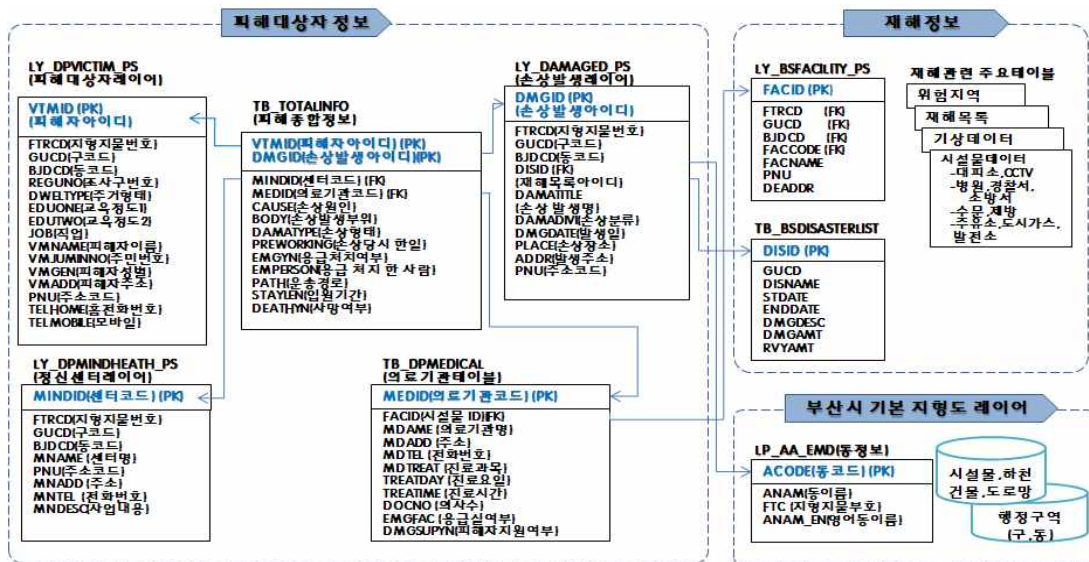 피해대상자 정보
LY_DPVICTIM_PS
(피해대상자레이어)
VTMID (PK)
(피해자아이디)
FTRCD(지형지물번호)
GUCD(구코드)
BJDCD(동코드)
REGUNO(조사구번호)
DWELTYPE(주거형태)
EDUONE(교육정도1)
EDUTWO(교육정도2)
JOB(직업)
VMNAME(피해자이름)
VMJUMINNO(주민번호)
VMGEN(피해자성별)
VMADD(피해자주소)
PNU(주소코드)
TELHOME(홈전화번호)
TELMOBILE(모바일)
TB_TOTALINFO
(피해종합정보)
VTMID(피해자아이디) (PK)
DMGID(손상발생아이디)(PK)
MINDID(센터코드) (FK)
MEDID(의료기관코드) (FK)
CAUSE(손상원인)
BODY(손상발생부위)
DAMATYPE(손상형태)
PREWORKING(손상당시 한일)
EMGYN(응급처치여부)
EMPERSON(응급 처지 한 사람)
PATH(운송경로)
STAYLEN(입원기간)
DEATHYN(사망여부)
LY_DAMAGED_PS
(손상발생레이어)
DMGID (PK)
(손상발생아이디)
FTRCD(지형지물번호)
GUCD(구코드)
BJDCD(동코드)
DISID (FK)
(재해목록아이디)
DAMATITLE
(손상발생명)
DAMADIVI(손상분류)
DMGDATE(발생일)
PLACE(손상장소)
ADDR(발생주소)
PNU(주소코드)
LY_DPMINDHEATH_PS
(정신센터레이어)
MINDID(센터코드) (PK)
FTRCD(지형지물번호)
GUCD(구코드)
BJDCD(동코드)
MNAME(센터명)
PNU(주소코드)
MNADD(주소)
MNTEL (전화번호)
MNDESC(사업내용)
TB_DPMEDICAL
(의료기관테이블)
MEDID(의료기관코드) (PK)
FACID(시설물 ID)(FK)
MDAME (의료기관명)
MDADD (주소)
MDTEL (전화번호)
MDTREAT (진료과목)
TREATDAY (진료요일)
TREATIME (진료시간)
DOCNO (의사수)
EMGFAC (응급실여부)
DMGSUPYN(피해자지원여부)
재해정보
LY_BSFACILITY_PS
FACID (PK)
FTRCD (FK)
GUCD (FK)
BJDCD (FK)
FACCODE (FK)
FACNAME
PNU
DEADDR
재해관련 주요테이블
위험지역
재해목록
기상데이터
시설물데이터
-대피소,CCTV
-병원,경찰서,
소방서
-수문,제방
-주유소,도시가스,
발전소
TB_BSDISASTERLIST
DISID (PK)
GUCD
DISNAME
STDATE
ENDDATE
DMGDESC
DMGAMT
RVYAMT
부산시 기본 지형도 레이어
LP_AA_EMD(동정보)
ACODE(동코드) (PK)
ANAM(동이름)
FTC (지형지물부호)
ANAM_EN(영어동이름)
시설물,하천
건물,도로망
행정구역
(구,동)